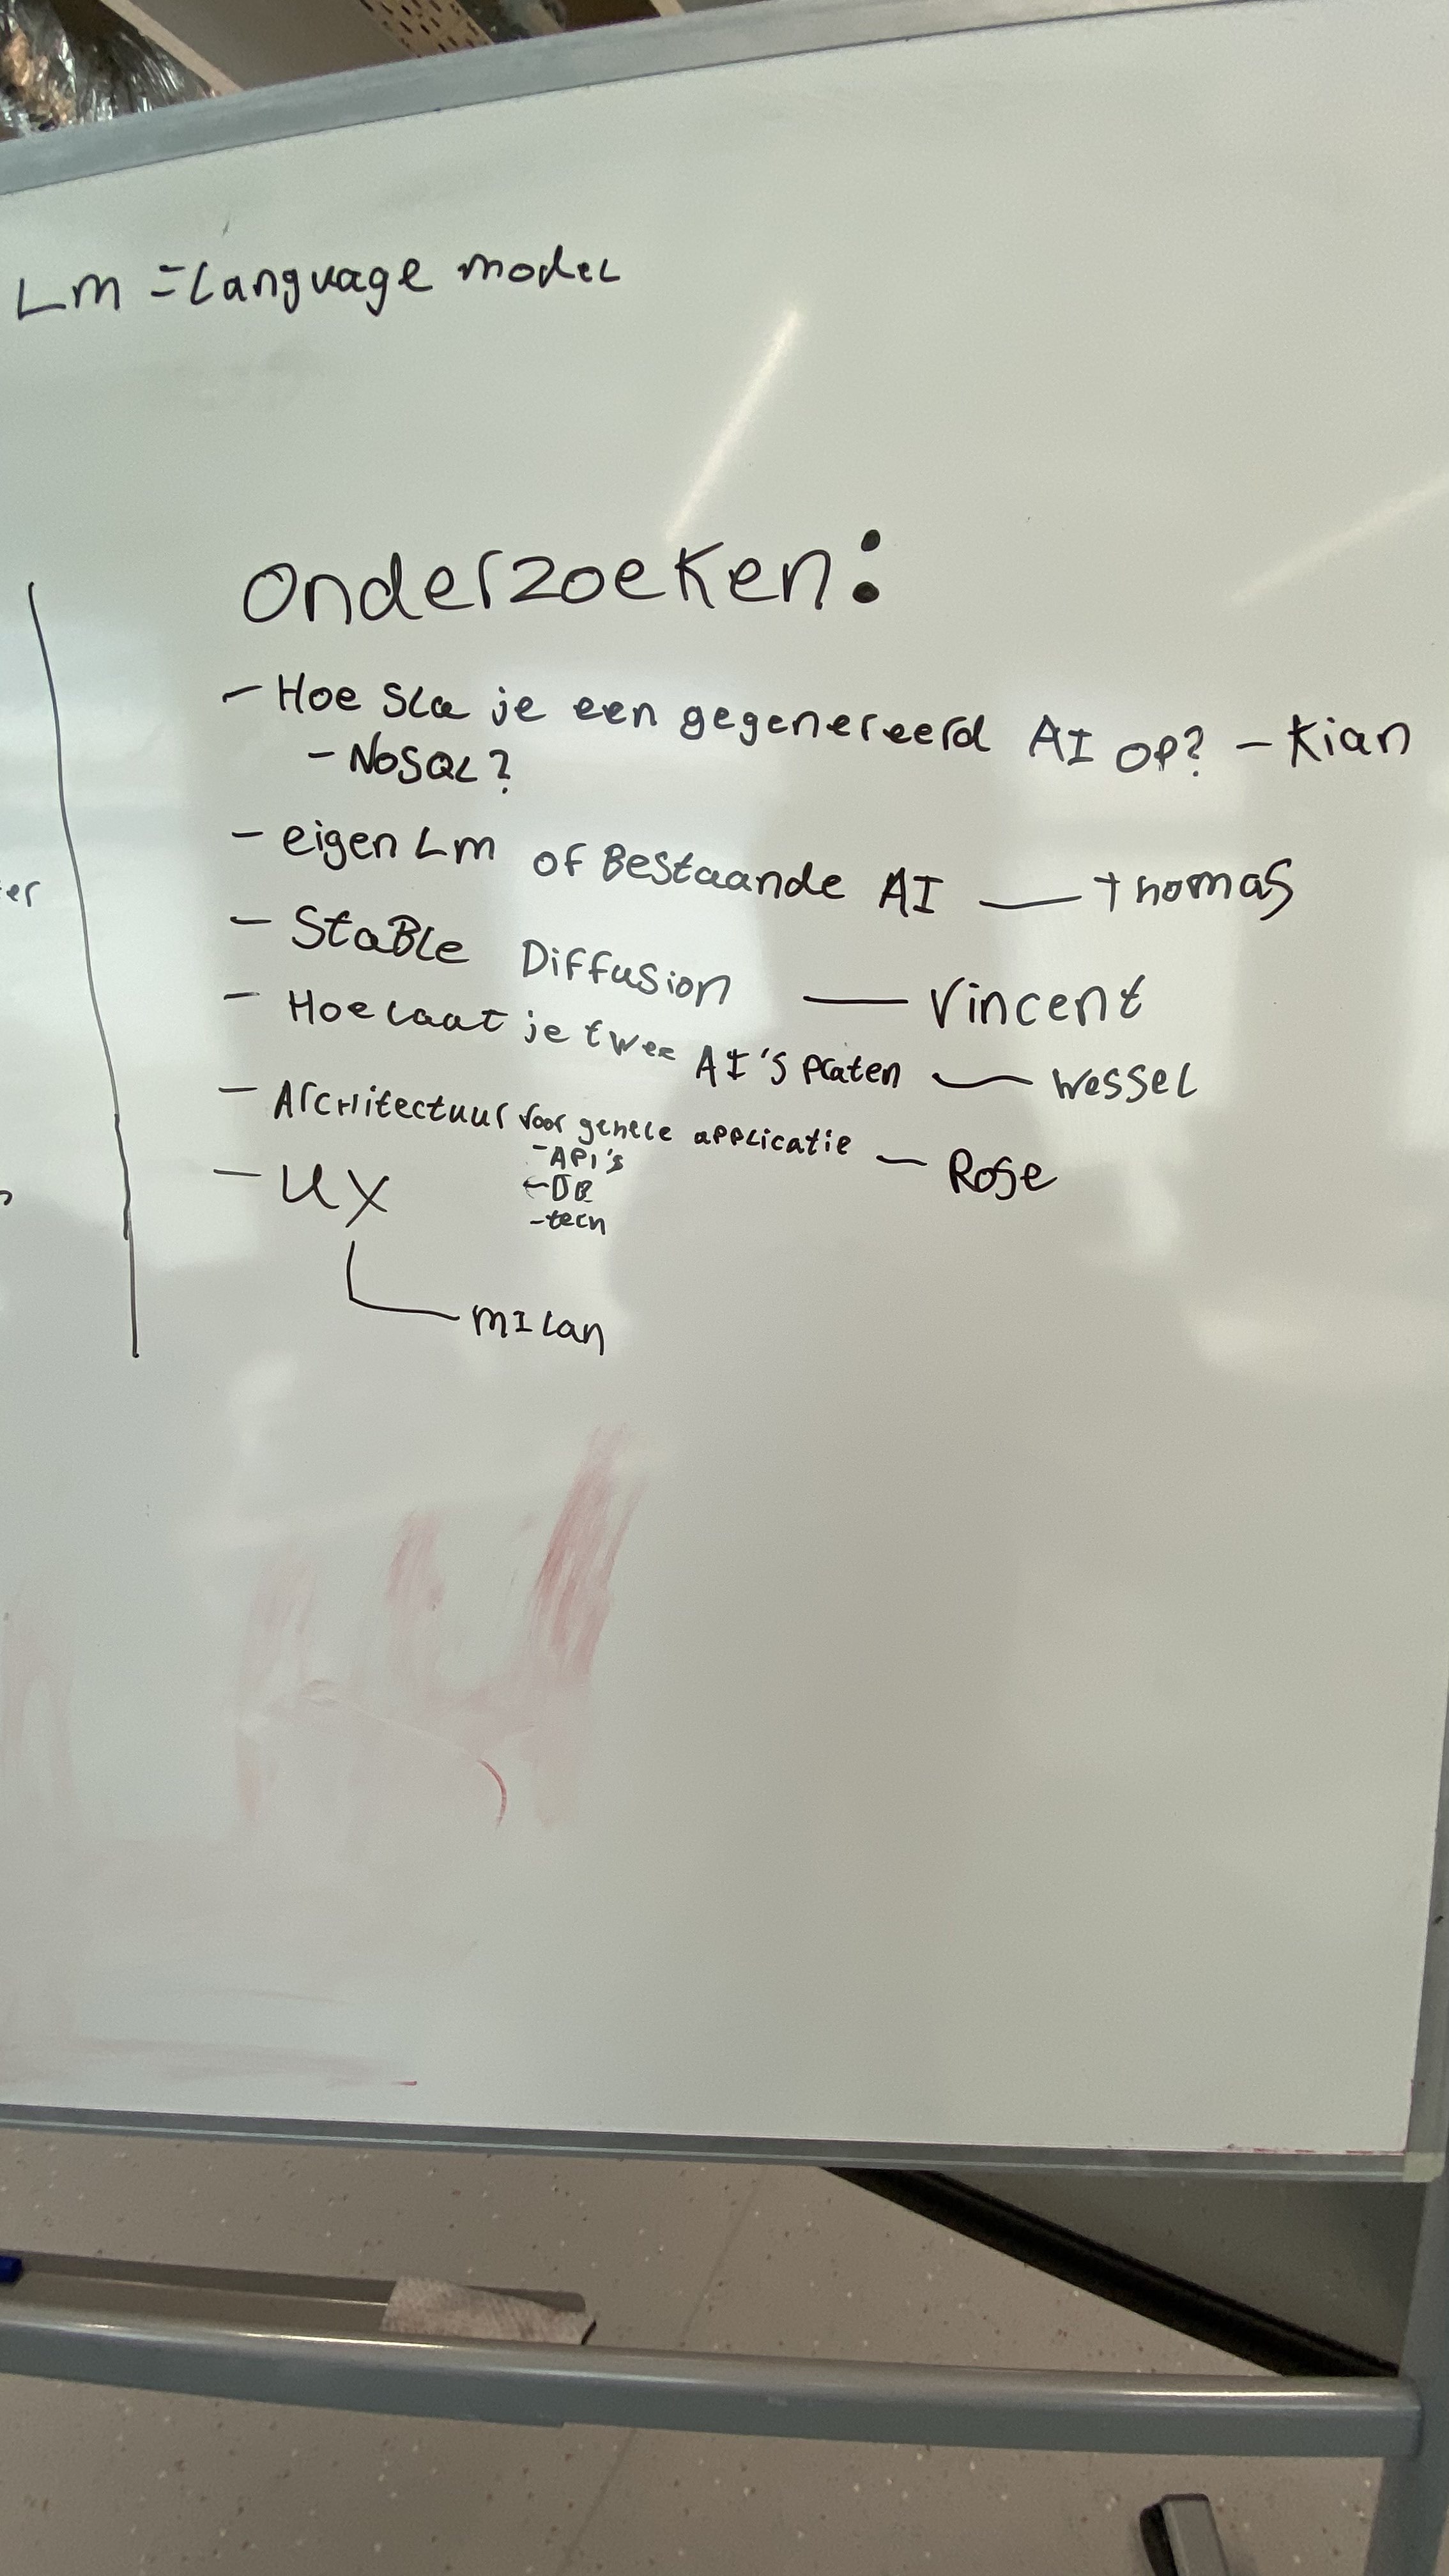 Lm = Language model
onderzoeken:
- Hoe sla je een gegenereerd AI op? - Kian
- NoSQL?
- eigen Lm of Bestaande AI — Thomas
- Stable Diffusion — Vincent
- Hoe laat je twee AI's praten — Wessel
- Architectuur voor gehele applicatie — Rose
- API's
- DB
- tech
- UX
milan
er